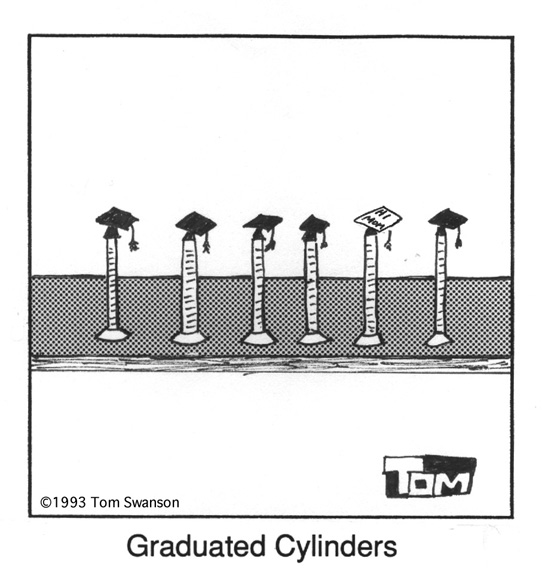 HI
MOM
©1993 Tom Swanson
TOM
Graduated Cylinders